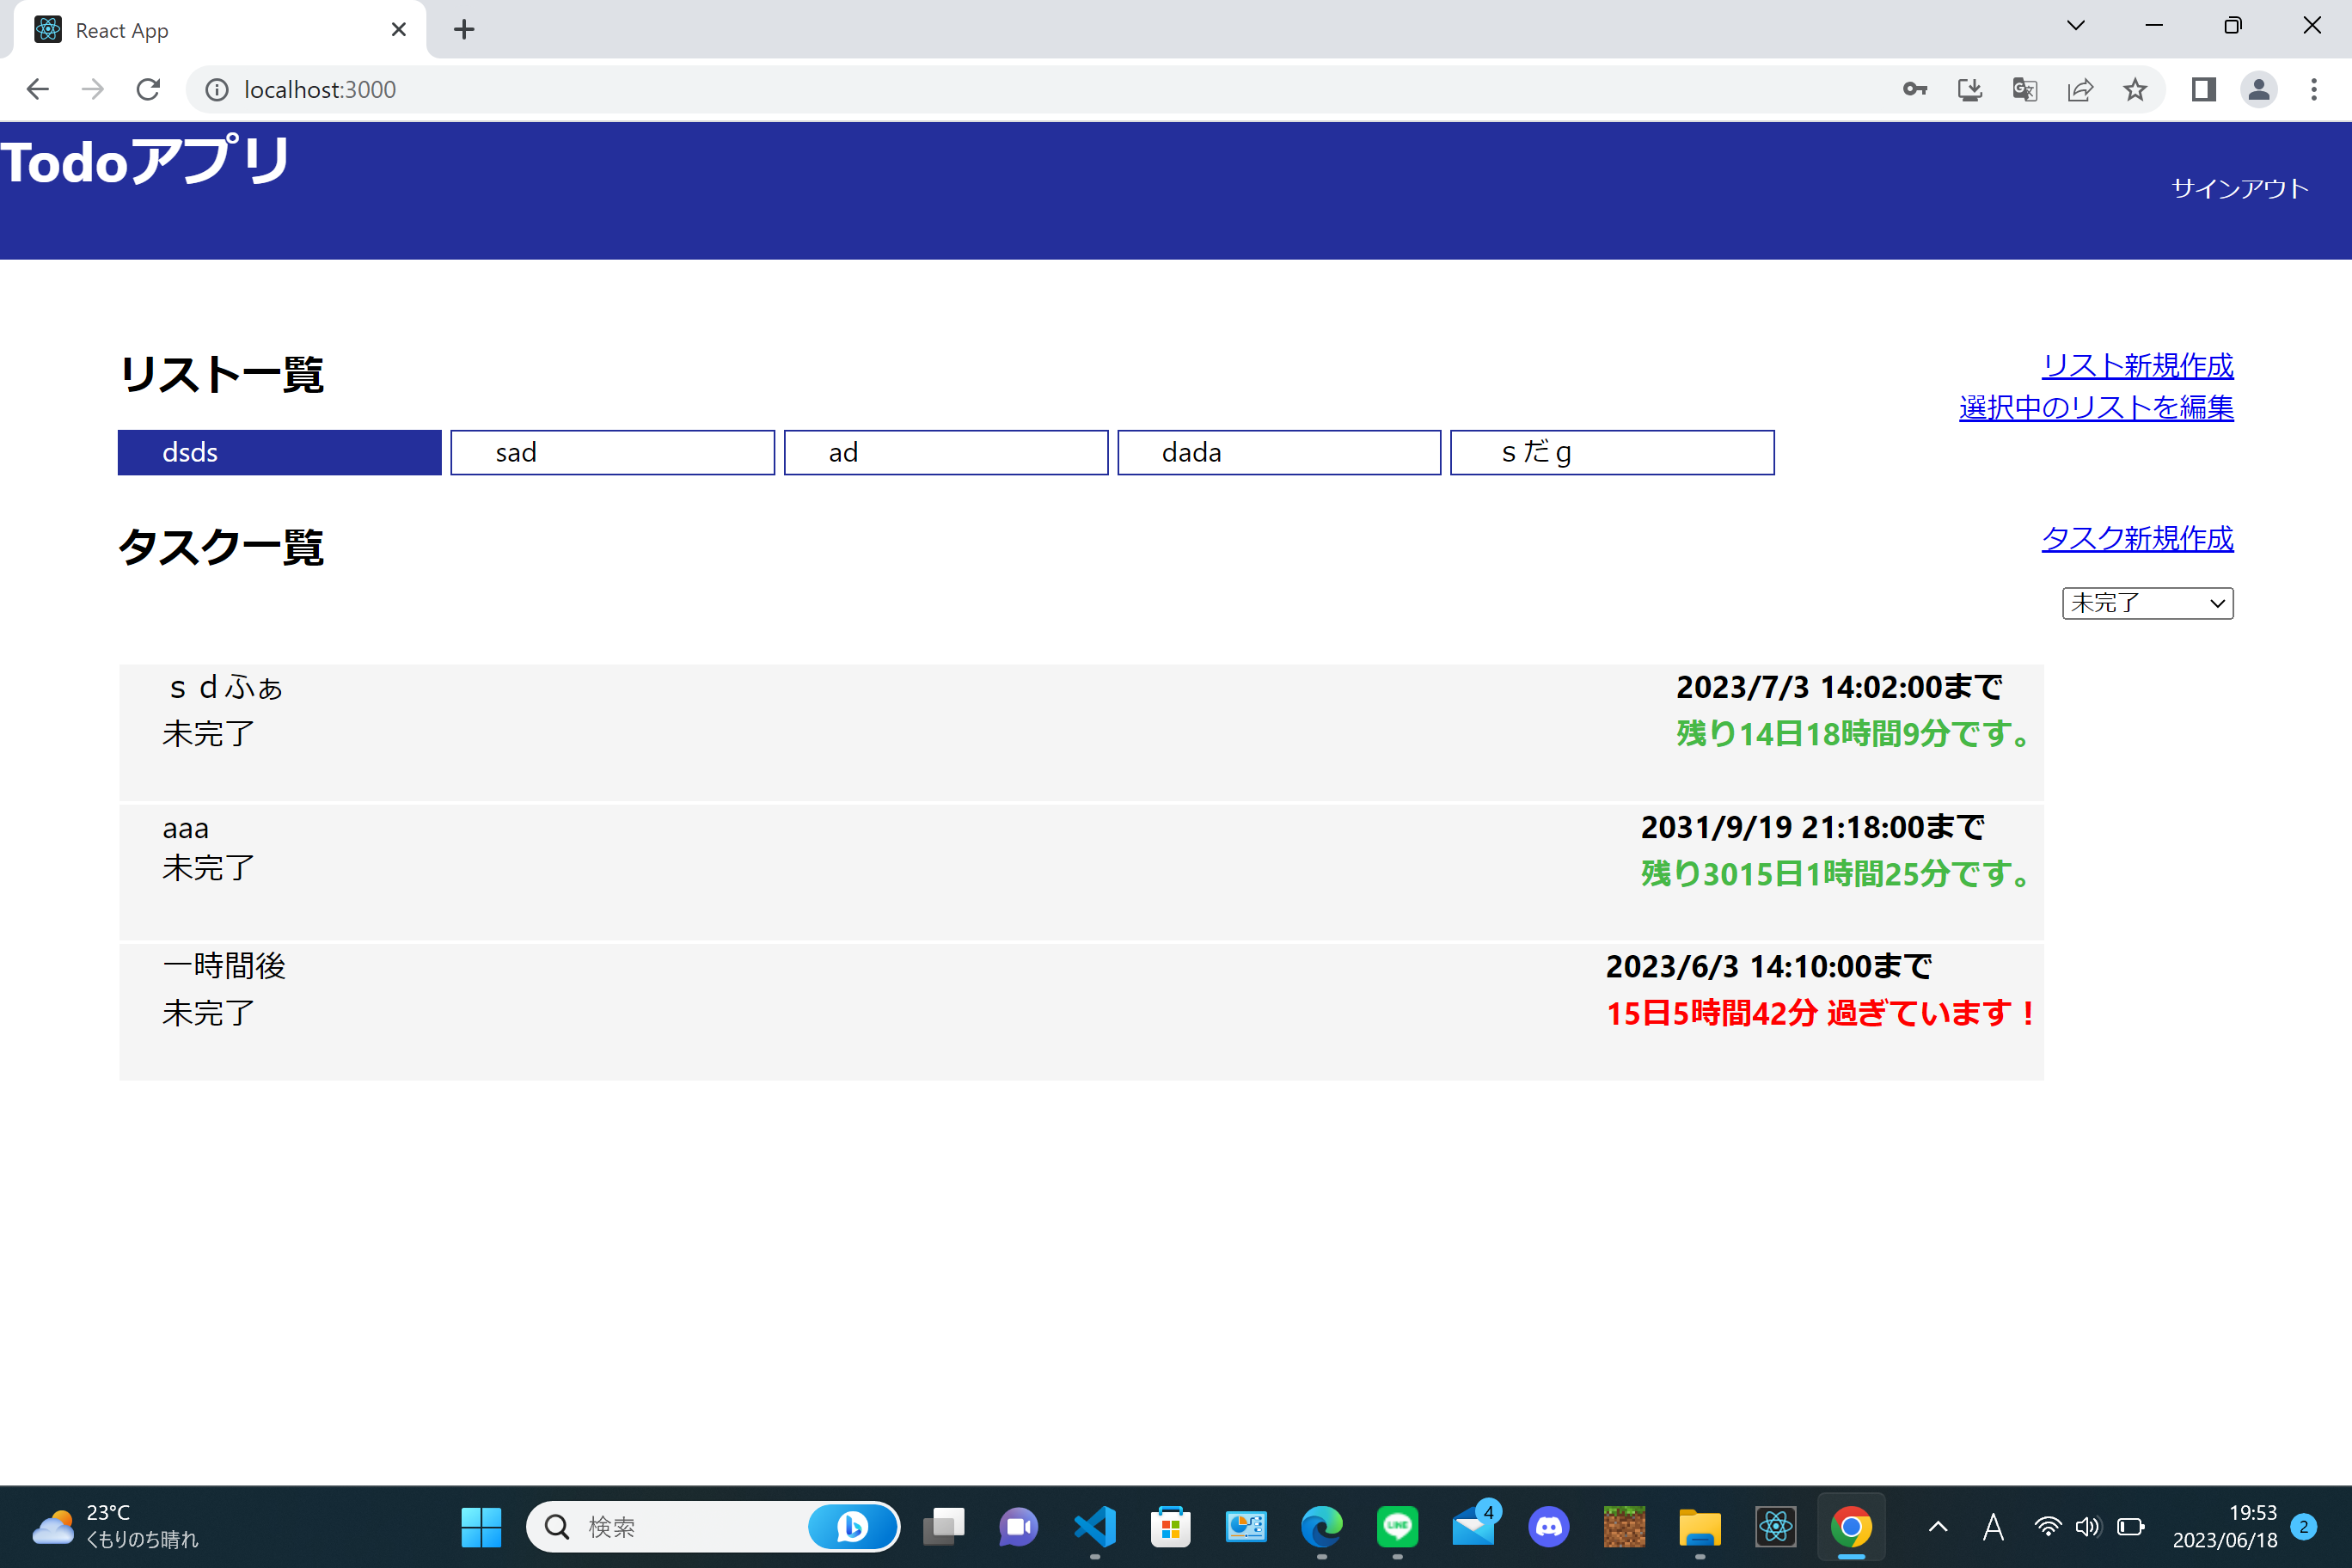 React App
localhost:3000
Todoアプリ
サインアウト
リスト一覧
リスト新規作成
選択中のリストを編集
dsds
sad
ad
dada
ｓだｇ
タスク一覧
タスク新規作成
未完了
ｓｄふぁ
2023/7/3 14:02:00まで
未完了
残り14日18時間9分です。
aaa
2031/9/19 21:18:00まで
未完了
残り3015日1時間25分です。
一時間後
2023/6/3 14:10:00まで
未完了
15日5時間42分 過ぎています！
23°C
くもりのち晴れ
検索
LINE
4
A
19:53
2023/06/18
2